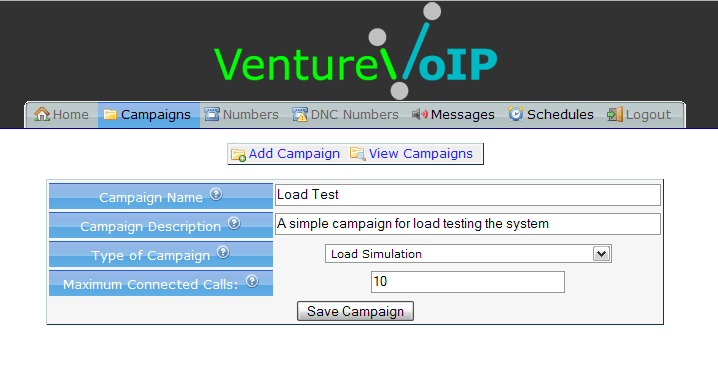 VentureVoIP
Home Campaigns Numbers DNC Numbers Messages Schedules Logout
Add Campaign View Campaigns
Campaign Name ? Load Test
Campaign Description ? A simple campaign for load testing the system
Type of Campaign ? Load Simulation
Maximum Connected Calls: ? 10
Save Campaign